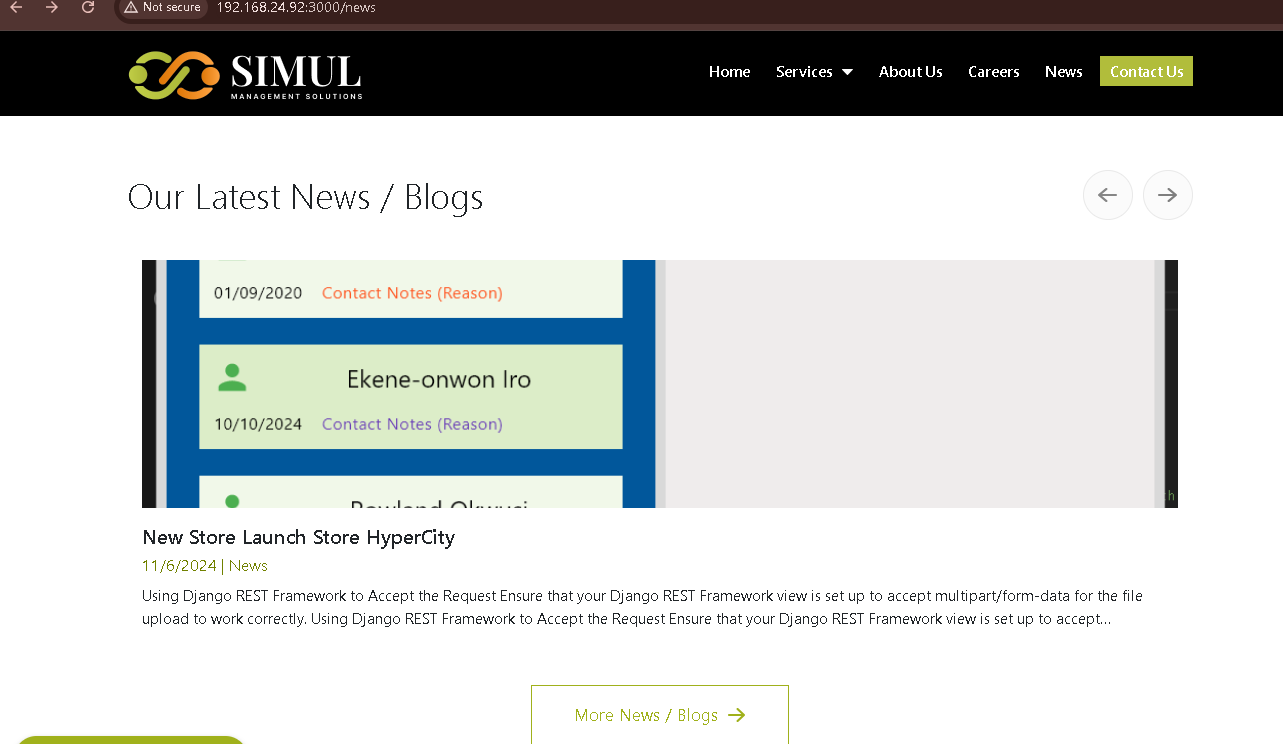 Not secure 192.168.24.92:3000/news
SIMUL
MANAGEMENT SOLUTIONS
Home Services About Us Careers News Contact Us
Our Latest News / Blogs
01/09/2020 Contact Notes (Reason)
Ekene-onwon Iro
10/10/2024 Contact Notes (Reason)
h
New Store Launch Store HyperCity
11/6/2024 | News
Using Django REST Framework to Accept the Request Ensure that your Django REST Framework view is set up to accept multipart/form-data for the file
upload to work correctly. Using Django REST Framework to Accept the Request Ensure that your Django REST Framework view is set up to accept...
More News / Blogs